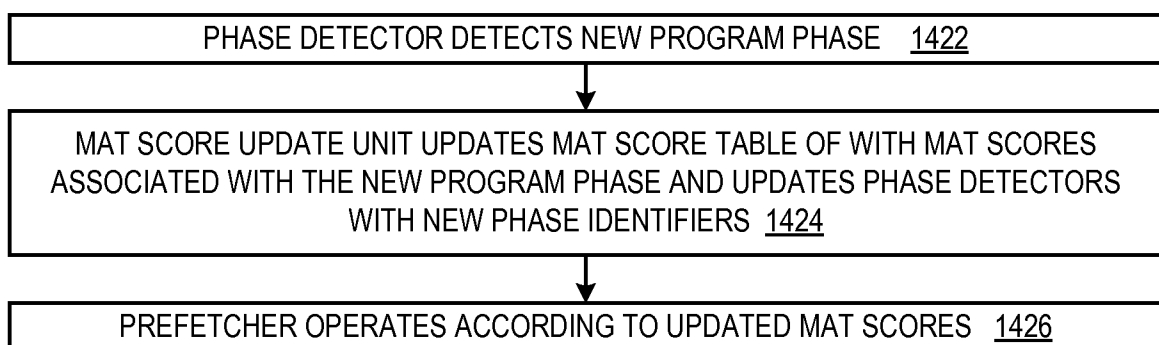 PHASE DETECTOR DETECTS NEW PROGRAM PHASE 1422
MAT SCORE UPDATE UNIT UPDATES MAT SCORE TABLE OF WITH MAT SCORES
ASSOCIATED WITH THE NEW PROGRAM PHASE AND UPDATES PHASE DETECTORS
WITH NEW PHASE IDENTIFIERS 1424
PREFETCHER OPERATES ACCORDING TO UPDATED MAT SCORES 1426